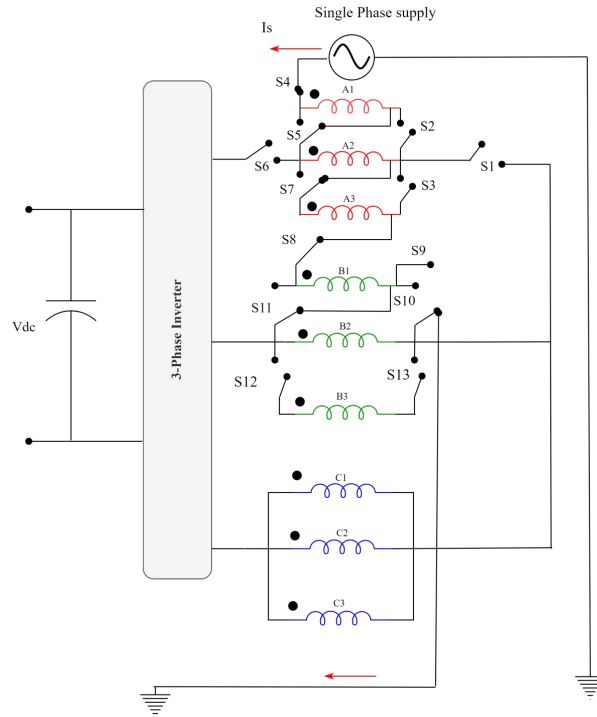 Single Phase supply
Is
S4
A1
S5
S2
A2
S6
S1
S7
S3
A3
S8
S9
B1
S10
S11
B2
Vdc
3-Phase Inverter
S12
S13
B3
C1
C2
C3